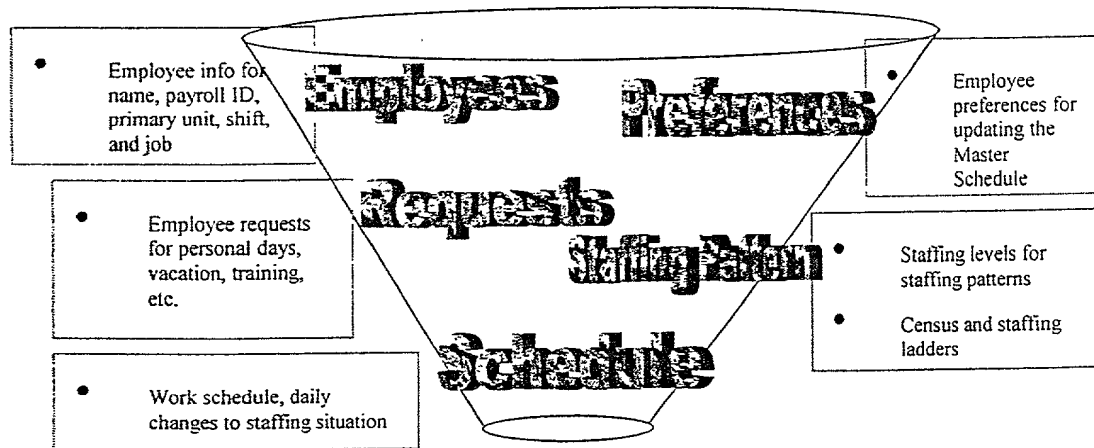 • Employee info for
name, payroll ID,
primary unit, shift,
and job
Employees
Preferences
• Employee
preferences for
updating the
Master
Schedule
Requests
• Employee requests
for personal days,
vacation, training,
etc.
Staffing Pattern
• Staffing levels for
staffing patterns
• Census and staffing
ladders
Schedule
• Work schedule, daily
changes to staffing situation